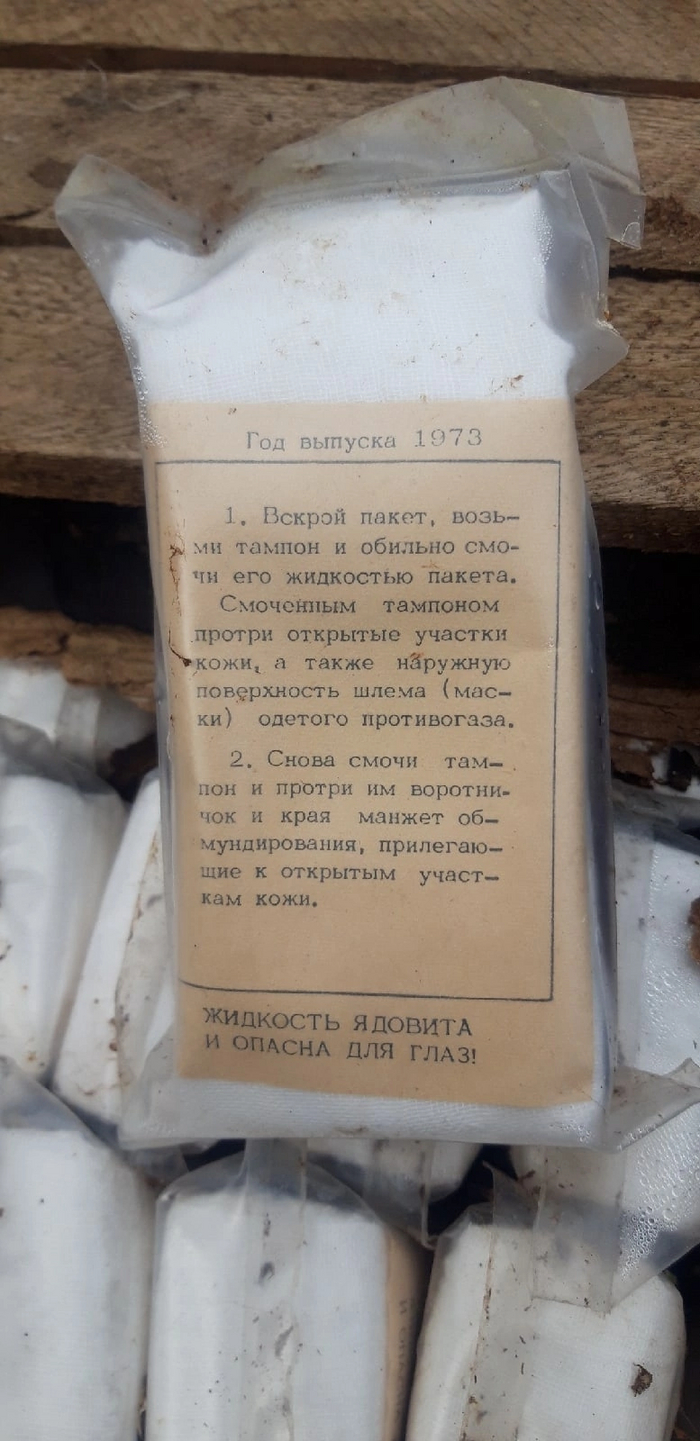 Год выпуска 1973
1. Вскрой пакет, возь-
ми тампон и обильно смо-
чи его жидкостью пакета.
Смоченным тампоном
протри открытые участки
кожи, а также наружную
поверхность шлема (мас-
ки) одетого противогаза.
2. Снова смочи там-
пон и протри им воротни-
чок и края манжет об-
мундирования, прилегаю-
щие к открытым участ-
кам кожи.
ЖИДКОСТЬ ЯДОВИТА
И ОПАСНА ДЛЯ ГЛАЗ!